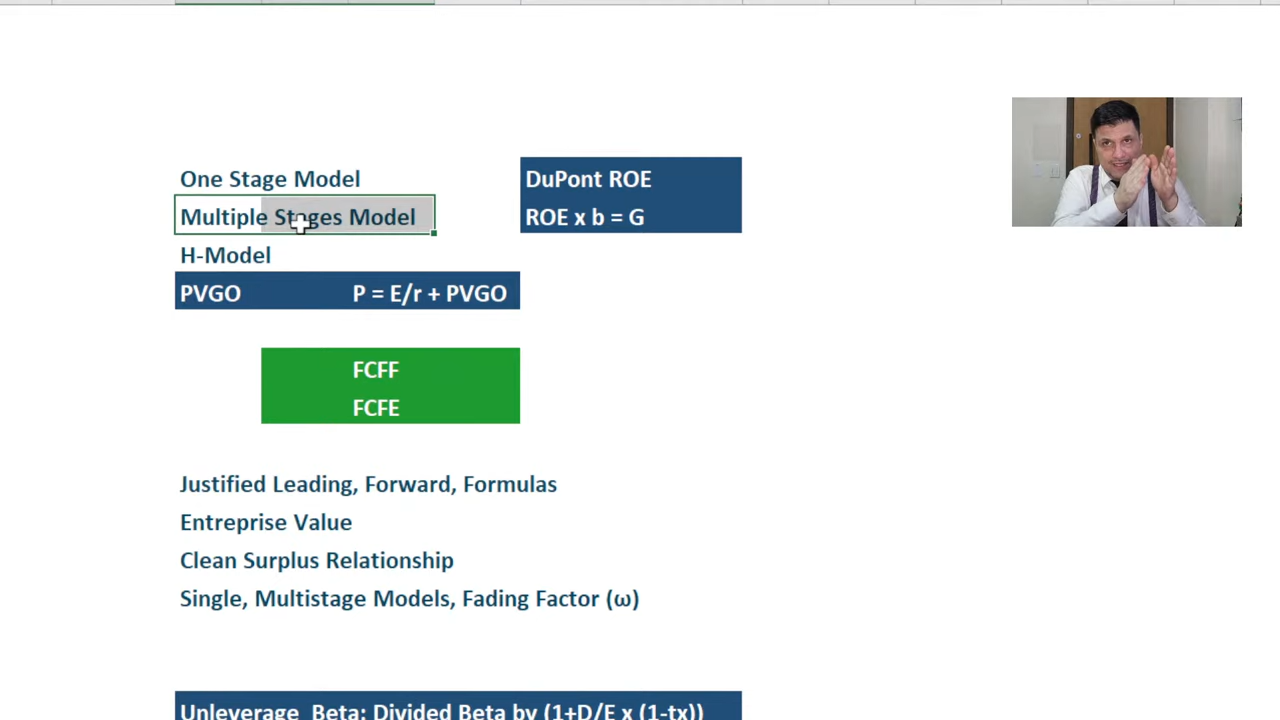 One Stage Model
DuPont ROE
Multiple Stages Model
ROE x b = G
H-Model
PVGO P = E/r + PVGO
FCFF
FCFE
Justified Leading, Forward, Formulas
Entreprise Value
Clean Surplus Relationship
Single, Multistage Models, Fading Factor (ω)
Unleverage Beta: Divided Beta by (1+D/E x (1-tx))